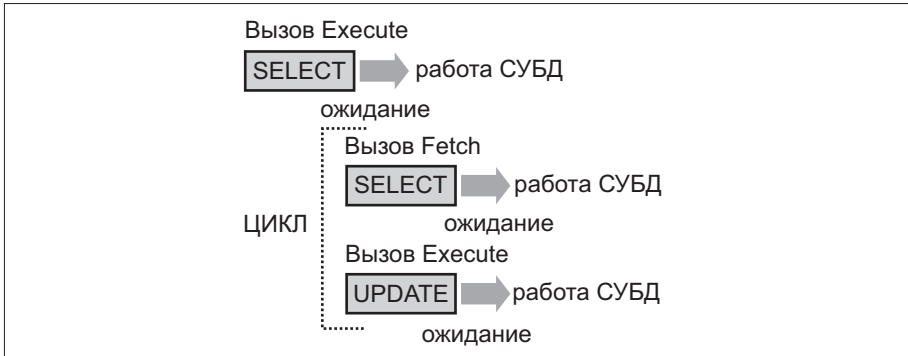 Вызов Execute
SELECT работа СУБД
ожидание
Вызов Fetch
SELECT работа СУБД
ЦИКЛ ожидание
Вызов Execute
UPDATE работа СУБД
ожидание